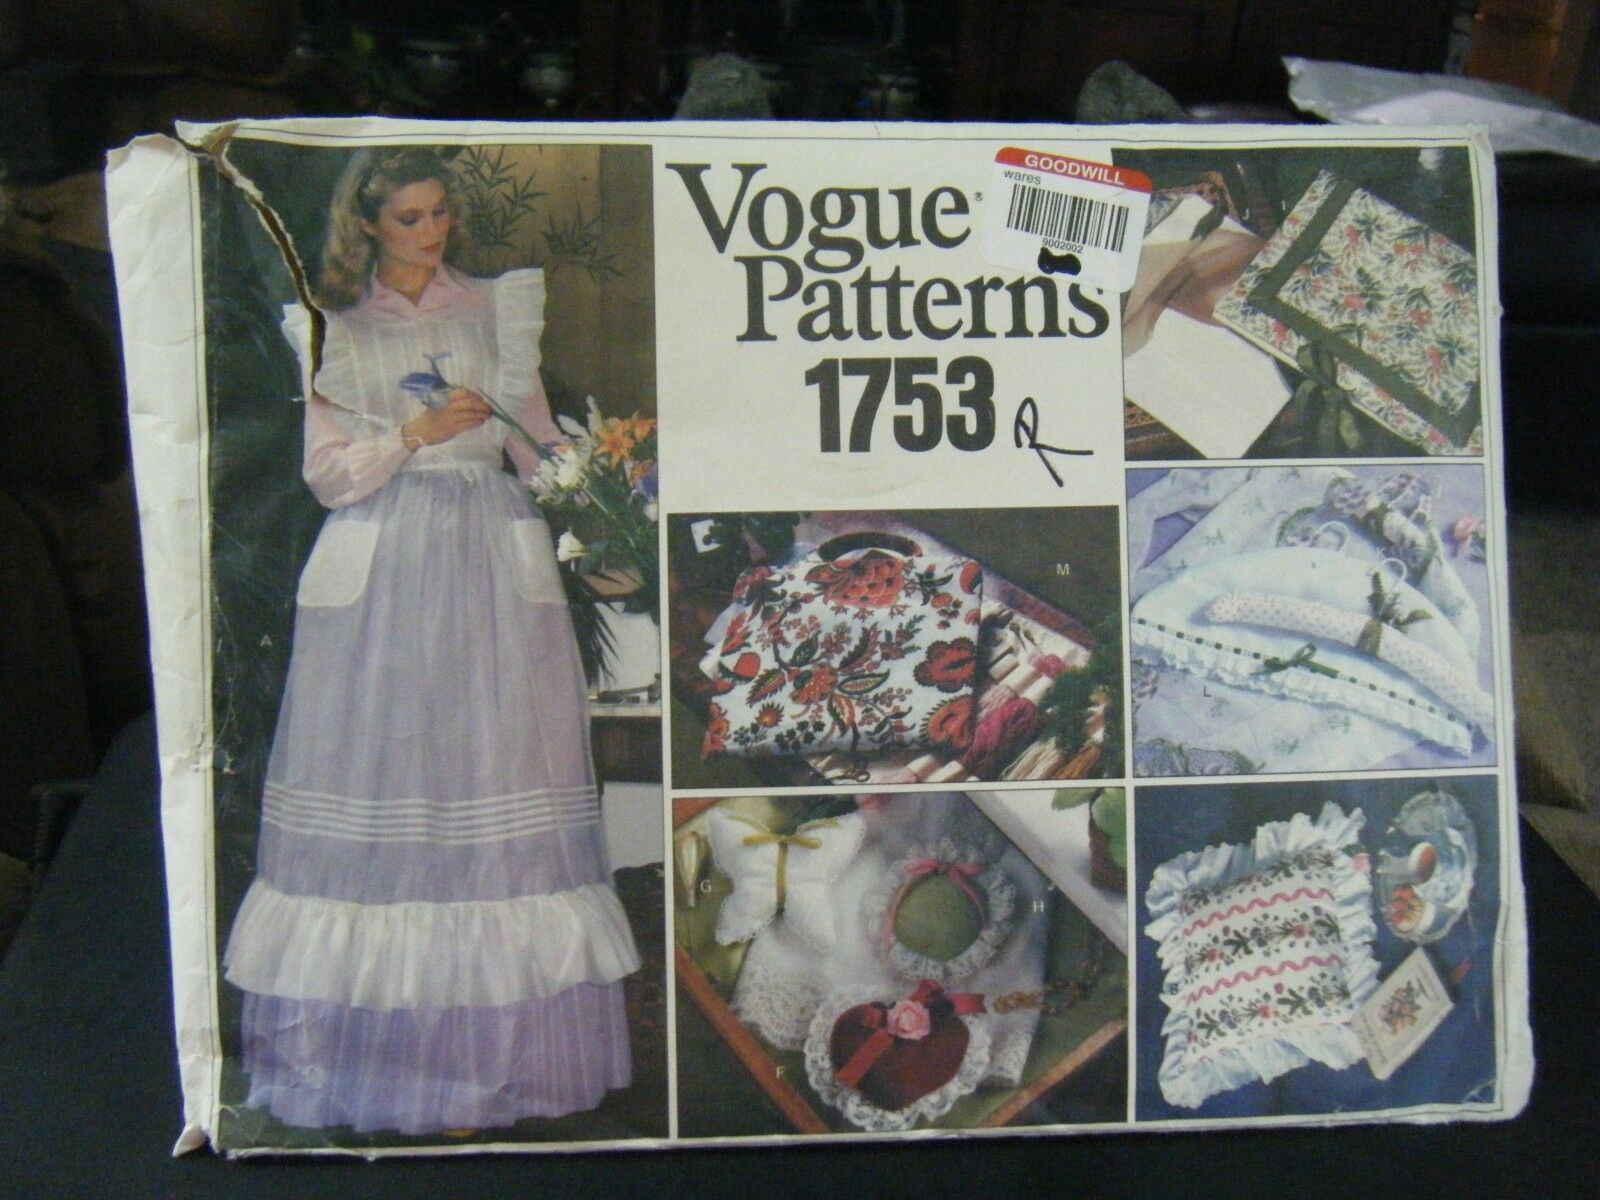 Vogue®
Patterns
1753
R
GOODWILL
wares
9002002
A
J I
M
K
L
G
H
J
F
B